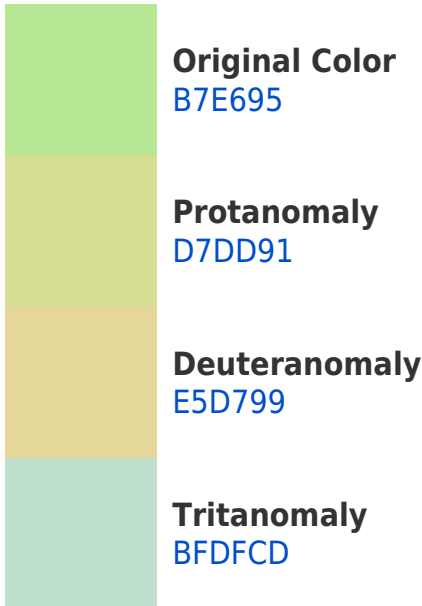 Original Color
B7E695
Protanomaly
D7DD91
Deuteranomaly
E5D799
Tritanomaly
BFDFCD